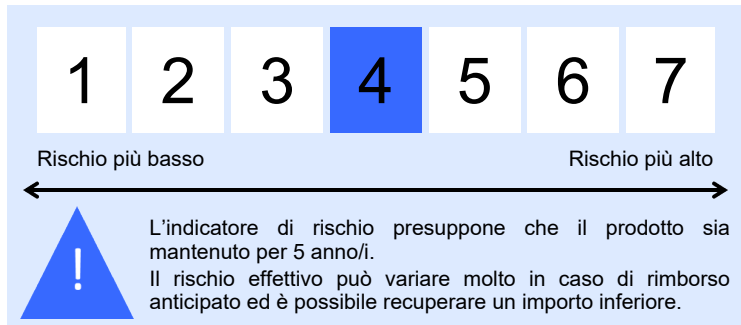 1 2 3 4 5 6 7
Rischio più basso Rischio più alto
!
L'indicatore di rischio presuppone che il prodotto sia
mantenuto per 5 anno/i.
Il rischio effettivo può variare molto in caso di rimborso
anticipato ed è possibile recuperare un importo inferiore.